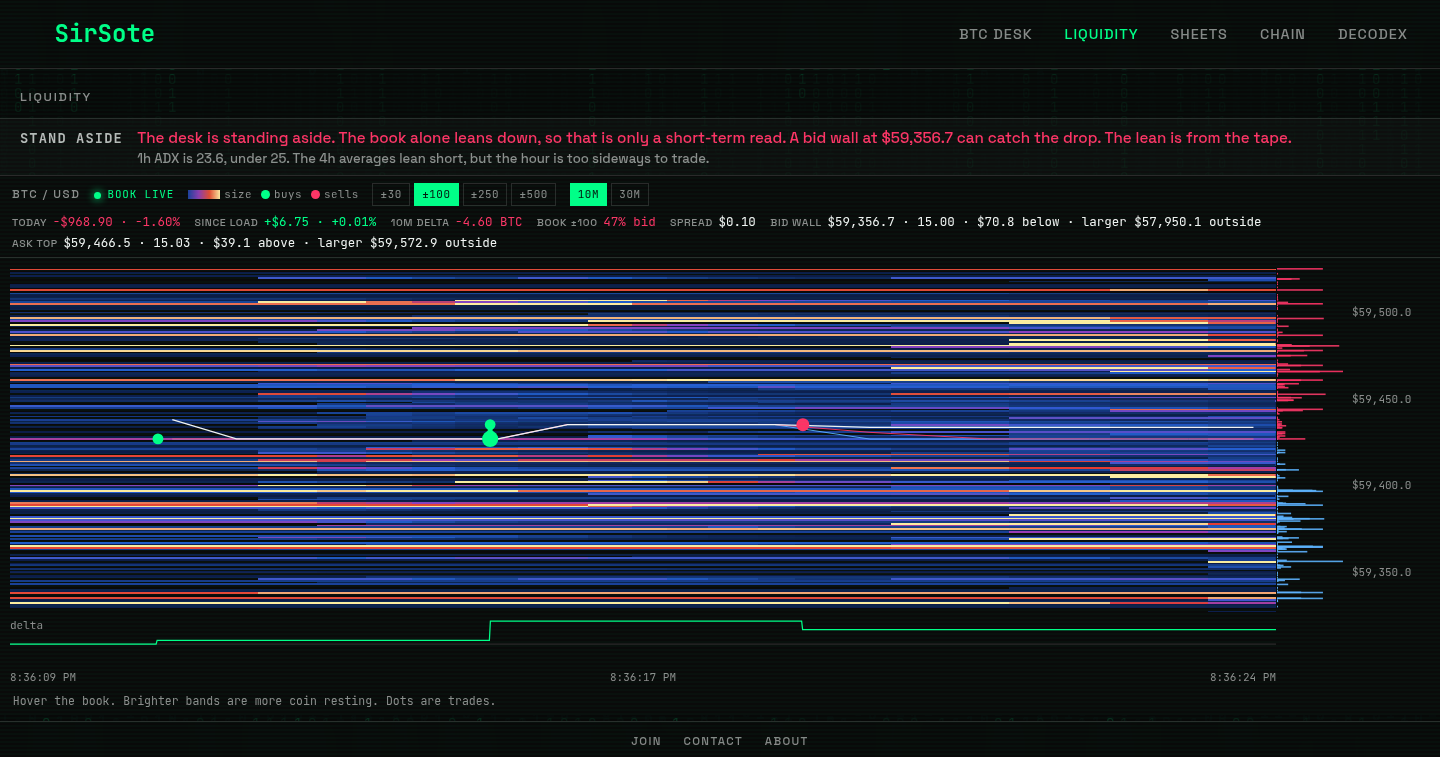 SirSote
BTC DESK LIQUIDITY SHEETS CHAIN DECODEX
LIQUIDITY
STAND ASIDE The desk is standing aside. The book alone leans down, so that is only a short-term read. A bid wall at $59,356.7 can catch the drop. The lean is from the tape.
1h ADX is 23.6, under 25. The 4h averages lean short, but the hour is too sideways to trade.
BTC / USD BOOK LIVE size buys sells ±30 ±100 ±250 ±500 10M 30M
TODAY -$968.90 · -1.60% SINCE LOAD +$6.75 · +0.01% 10M DELTA -4.60 BTC BOOK ±100 47% bid SPREAD $0.10 BID WALL $59,356.7 · 15.00 · $70.8 below · larger $57,950.1 outside
ASK TOP $59,466.5 · 15.03 · $39.1 above · larger $59,572.9 outside
$59,500.0
$59,450.0
$59,400.0
$59,350.0
delta
8:36:09 PM 8:36:17 PM 8:36:24 PM
Hover the book. Brighter bands are more coin resting. Dots are trades.
JOIN CONTACT ABOUT